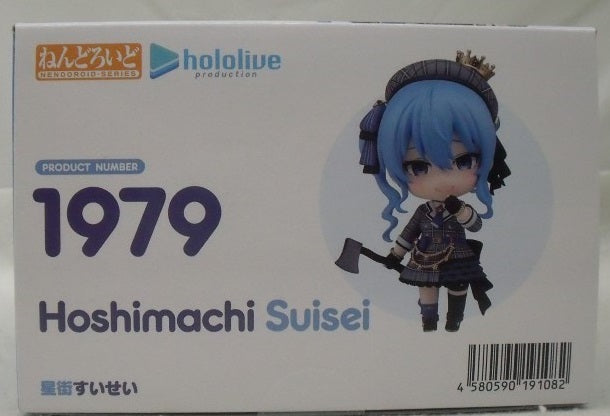 ねんどろいど
NENDOROID-SERIES
hololive
production
PRODUCT NUMBER
1979
Hoshimachi Suisei
星街すいせい
4 580590 191082